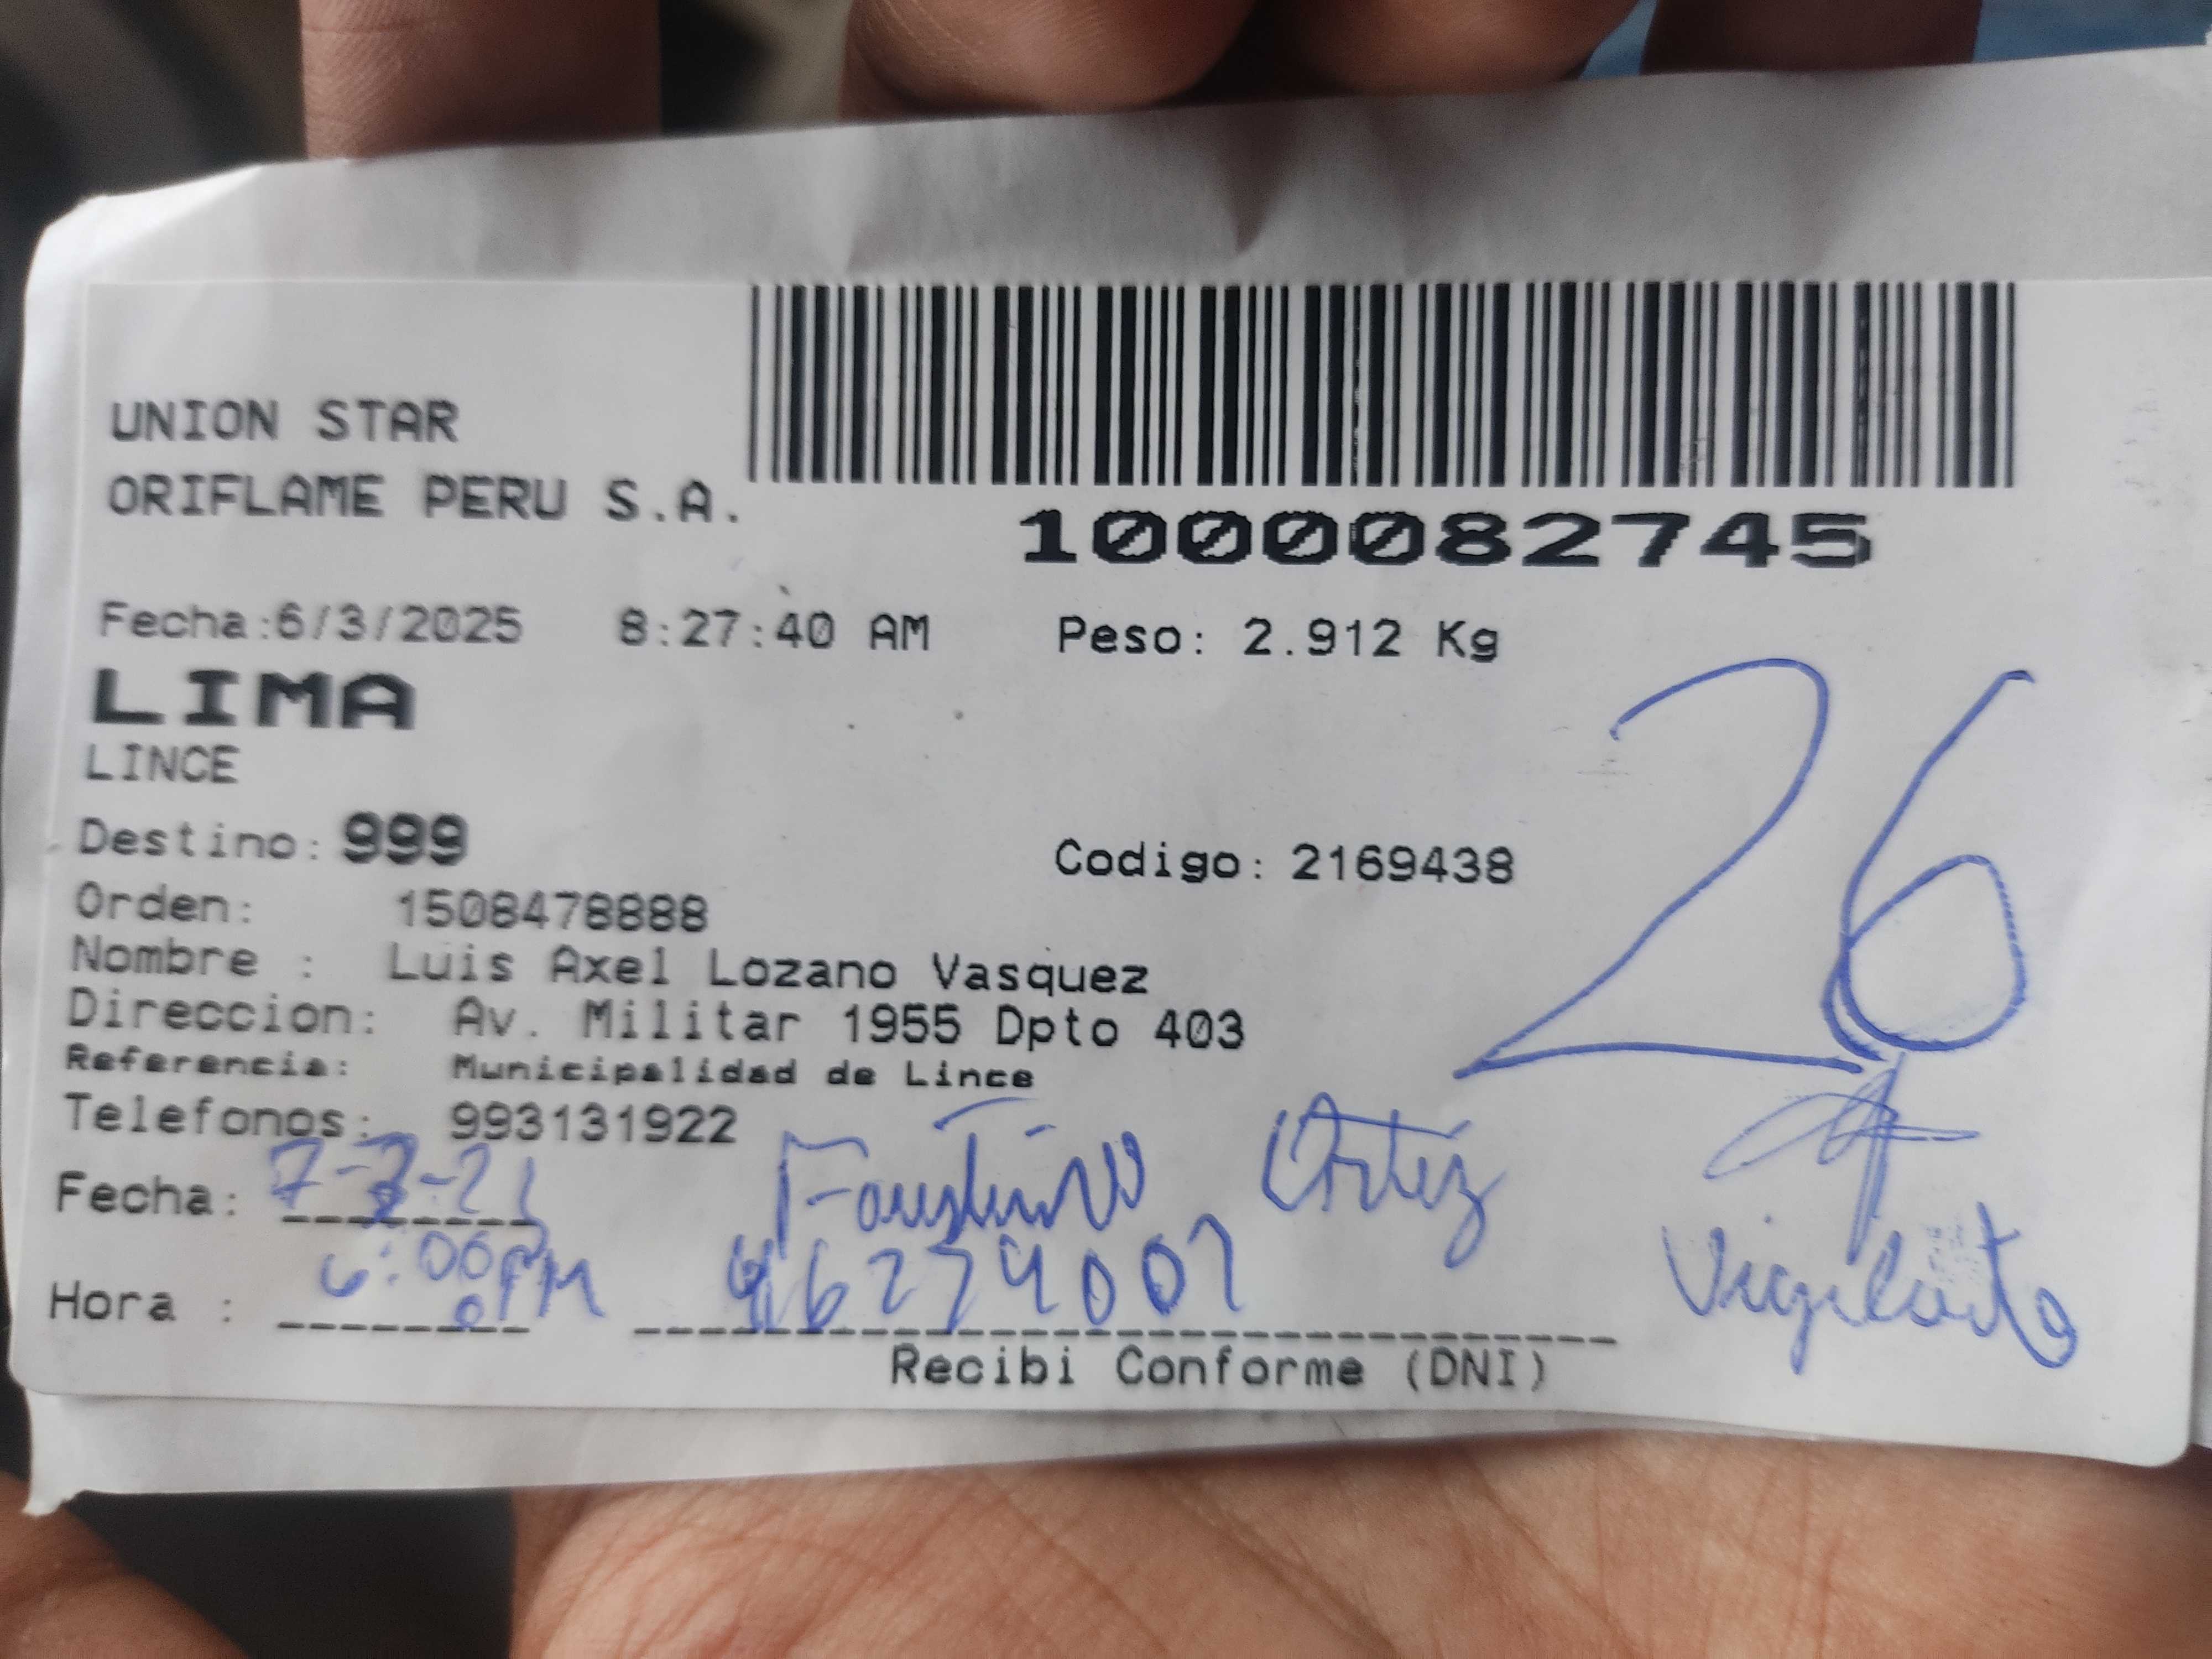 UNION STAR
ORIFLAME PERU S.A.
1000082745
Fecha:6/3/2025 8:27:40 AM Peso: 2.912 Kg
LIMA
LINCE
26
Destino: 999 Codigo: 2169438
Orden: 1508478888
Nombre : Luis Axel Lozano Vasquez
Direccion: Av. Militar 1955 Dpto 403
Referencia: Municipalidad de Lince
Telefonos: 993131922
Faustino Ortiz
Fecha:
Hora : 6:00 PM
Vigilante
Recibi Conforme (DNI)